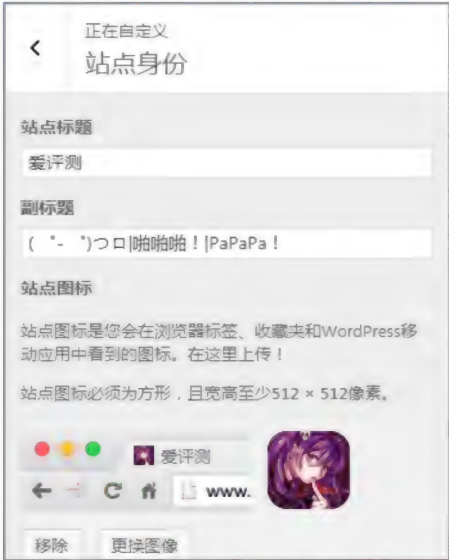 正在自定义
站点身份
站点标题
爱评测
副标题
( ゜- ゜)つロ|啪啪啪！|PaPaPa！
站点图标
站点图标是您会在浏览器标签、收藏夹和WordPress移
动应用中看到的图标。在这里上传！
站点图标必须为方形，且宽高至少512 × 512像素。
爱评测
www.
移除 更换图像